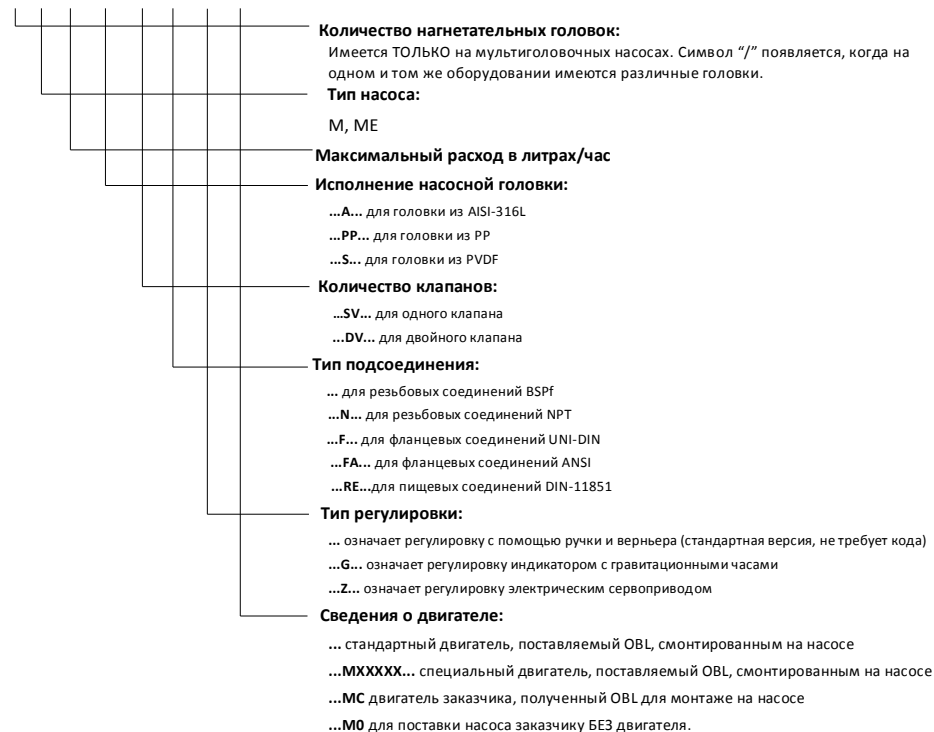 Количество нагнетательных головок:
Имеется ТОЛЬКО на мультиголовочных насосах. Символ “/” появляется, когда на
одном и том же оборудовании имеются различные головки.
Тип насоса:
М, МЕ
Максимальный расход в литрах/час
Исполнение насосной головки:
...A... для головки из AISI-316L
...PP... для головки из PP
...S... для головки из PVDF
Количество клапанов:
...SV... для одного клапана
...DV... для двойного клапана
Тип подсоединения:
... для резьбовых соединений BSPf
...N... для резьбовых соединений NPT
...F... для фланцевых соединений UNI-DIN
...FA... для фланцевых соединений ANSI
...RE...для пищевых соединений DIN-11851
Тип регулировки:
... означает регулировку с помощью ручки и верньера (стандартная версия, не требует кода)
...G... означает регулировку индикатором с гравитационными часами
...Z... означает регулировку электрическим сервоприводом
Сведения о двигателе:
... стандартный двигатель, поставляемый OBL, смонтированным на насосе
...MXXXXX... специальный двигатель, поставляемый OBL, смонтированным на насосе
...MC двигатель заказчика, полученный OBL для монтаже на насосе
...M0 для поставки насоса заказчику БЕЗ двигателя.